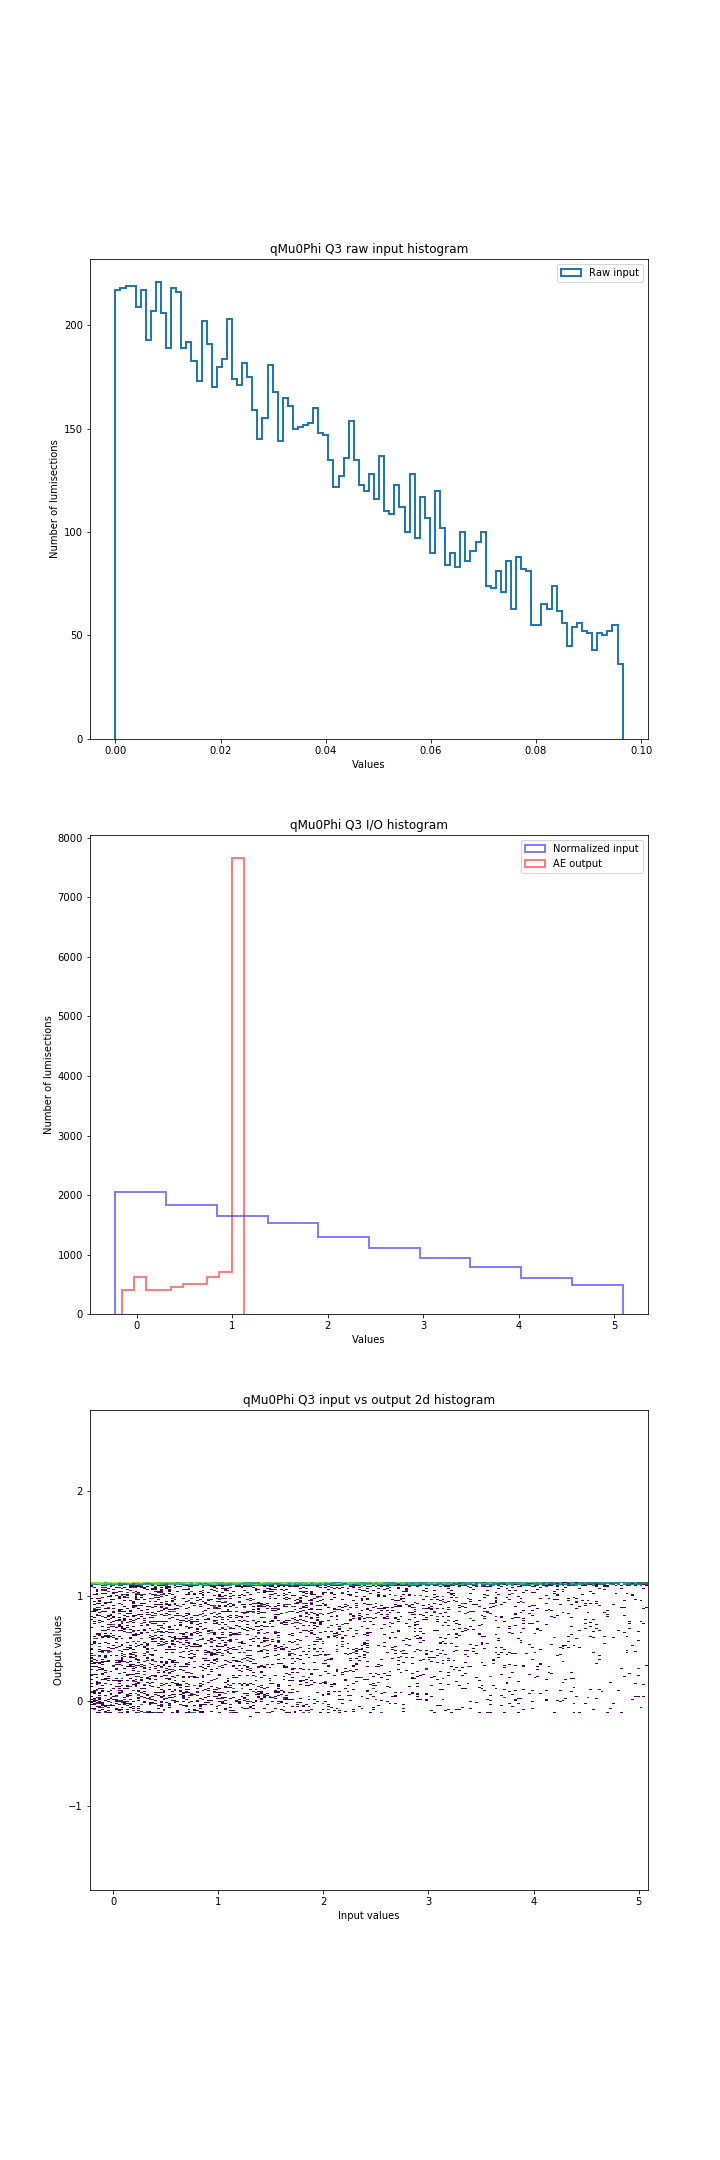 qMu0Phi Q3 raw input histogram
Raw input
Number of lumisections
200
150
100
50
0
0.00 0.02 0.04 0.06 0.08 0.10
Values
qMu0Phi Q3 I/O histogram
Normalized input
AE output
Number of lumisections
8000
7000
6000
5000
4000
3000
2000
1000
0
0 1 2 3 4 5
Values
qMu0Phi Q3 input vs output 2d histogram
Output values
2
1
0
−1
0 1 2 3 4 5
Input values